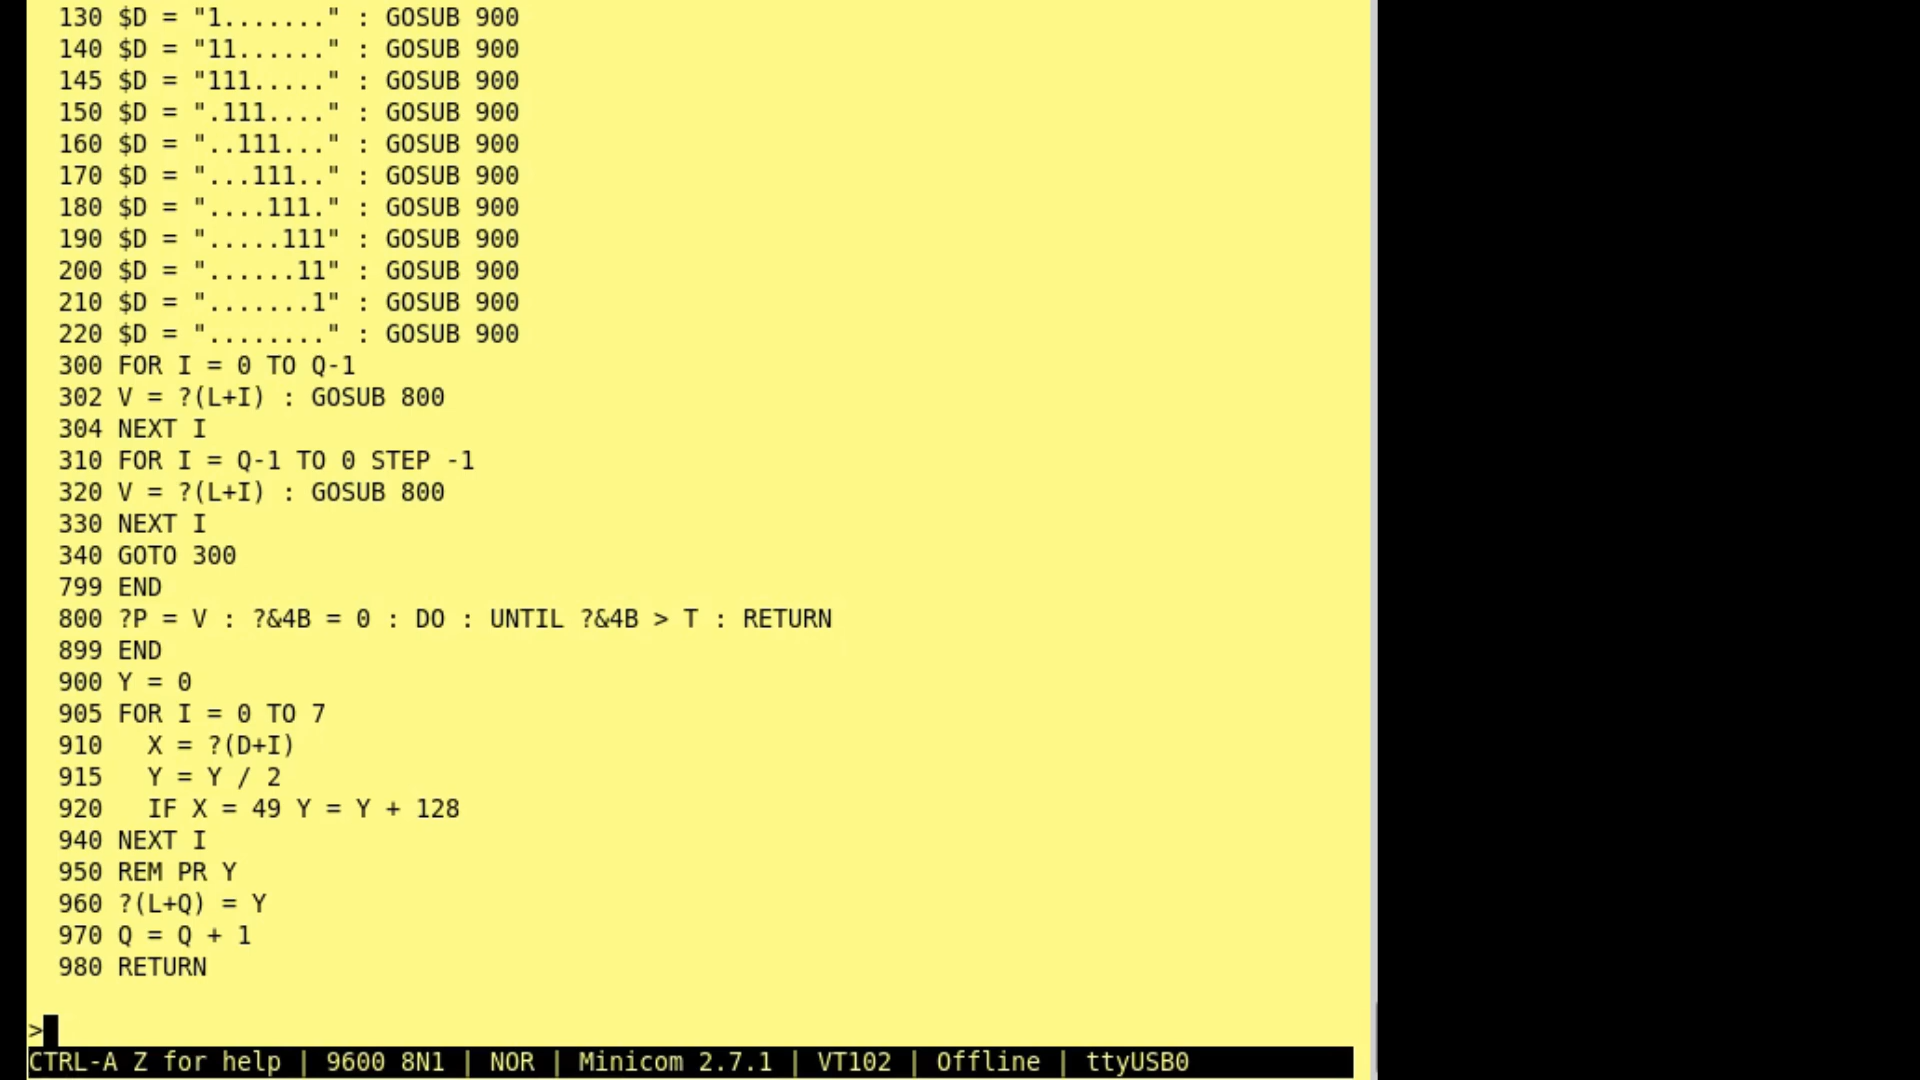 130 $D = "1......." : GOSUB 900
140 $D = "11......" : GOSUB 900
145 $D = "111....." : GOSUB 900
150 $D = ".111...." : GOSUB 900
160 $D = "..111..." : GOSUB 900
170 $D = "...111.." : GOSUB 900
180 $D = "....111." : GOSUB 900
190 $D = ".....111" : GOSUB 900
200 $D = "......11" : GOSUB 900
210 $D = ".......1" : GOSUB 900
220 $D = "........" : GOSUB 900
300 FOR I = 0 TO Q-1
302 V = ?(L+I) : GOSUB 800
304 NEXT I
310 FOR I = Q-1 TO 0 STEP -1
320 V = ?(L+I) : GOSUB 800
330 NEXT I
340 GOTO 300
799 END
800 ?P = V : ?&4B = 0 : DO : UNTIL ?&4B > T : RETURN
899 END
900 Y = 0
905 FOR I = 0 TO 7
910   X = ?(D+I)
915   Y = Y / 2
920   IF X = 49 Y = Y + 128
940 NEXT I
950 REM PR Y
960 ?(L+Q) = Y
970 Q = Q + 1
980 RETURN
>
CTRL-A Z for help | 9600 8N1 | NOR | Minicom 2.7.1 | VT102 | Offline | ttyUSB0